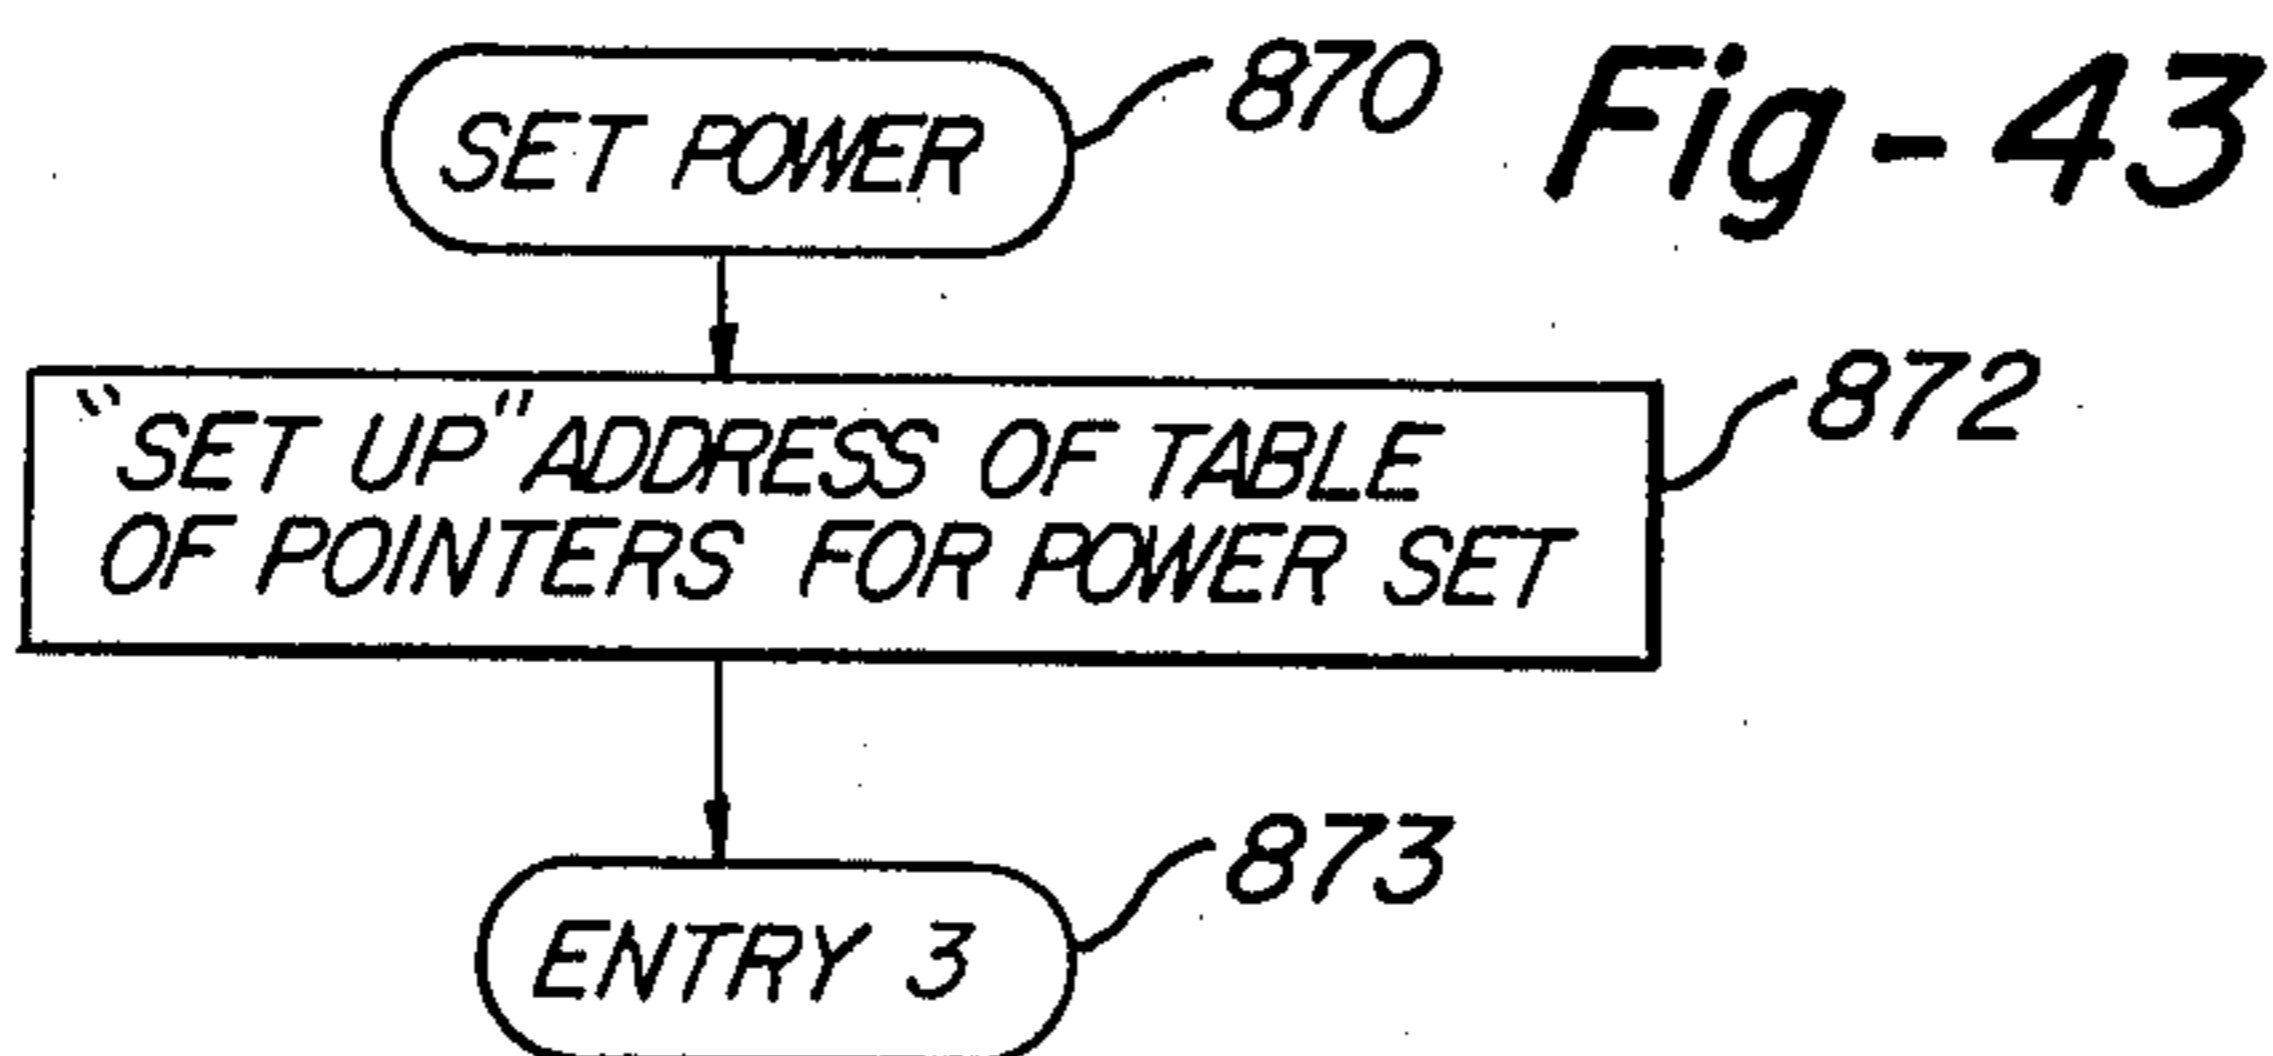 SET POWER
870
Fig-43
"SET UP" ADDRESS OF TABLE
OF POINTERS FOR POWER SET
872
ENTRY 3
873